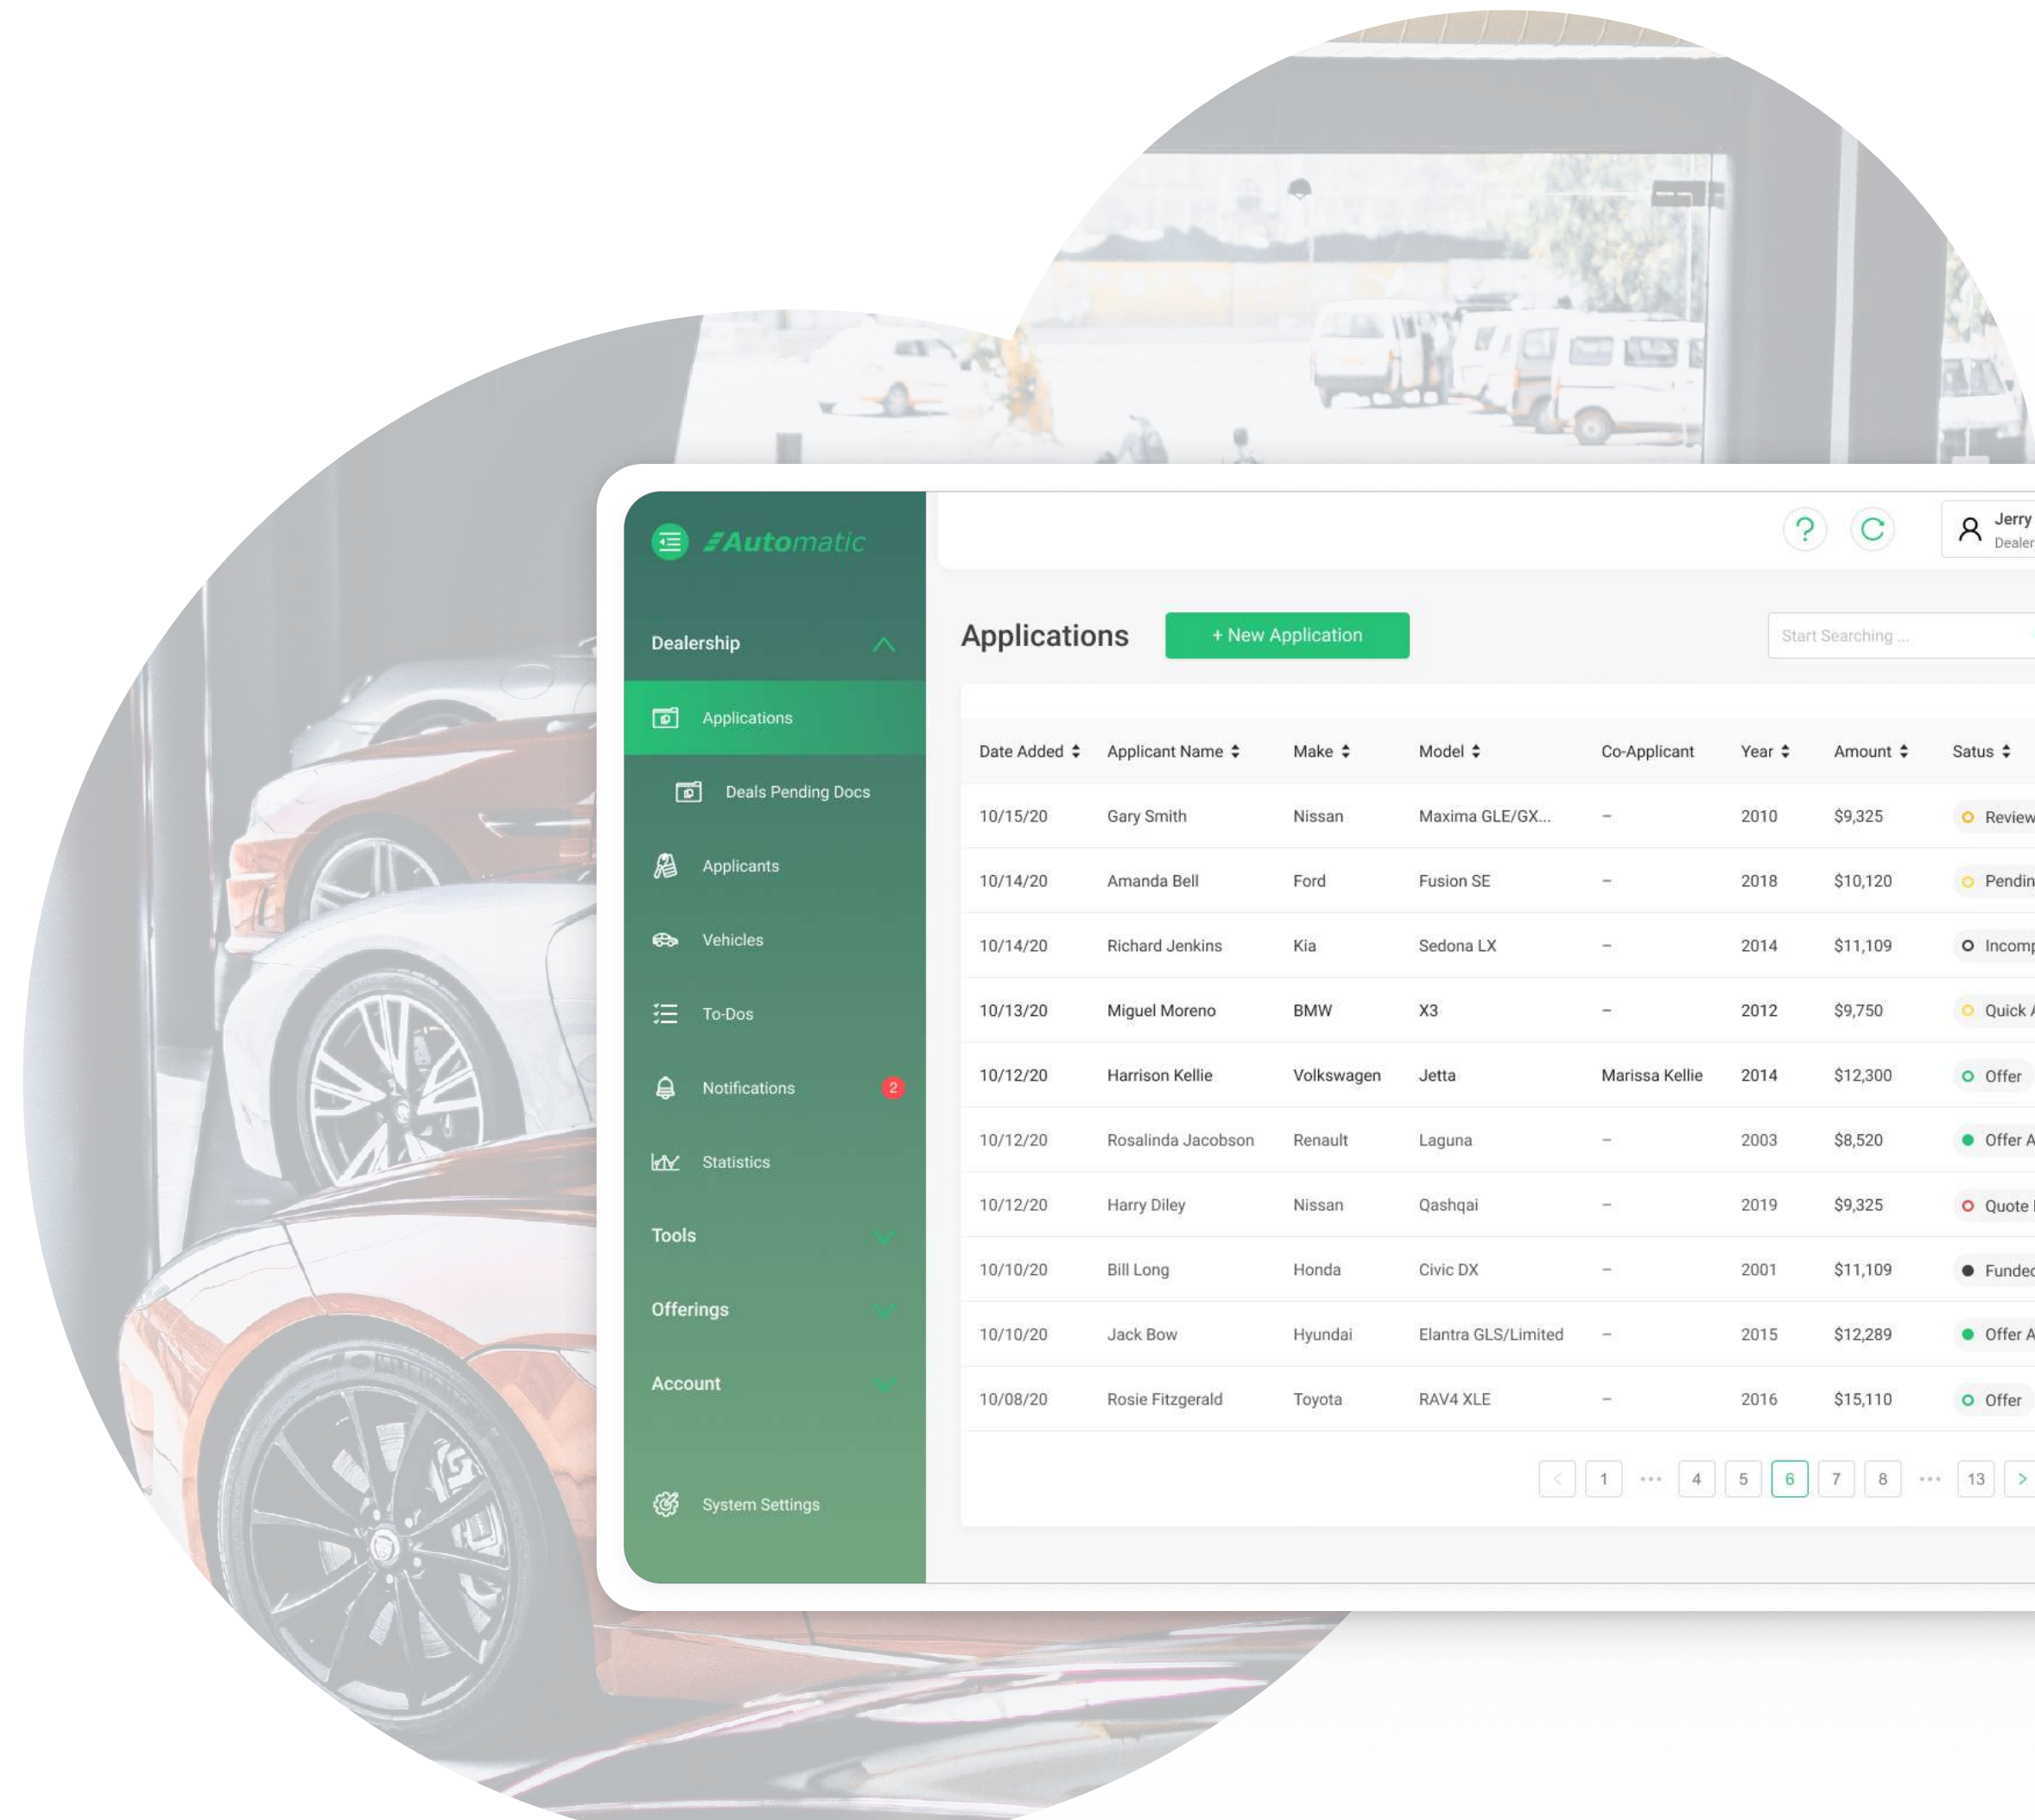 Automatic
Jerry
Dealer
Dealership
Applications
+ New Application
Start Searching ...
Applications
Date Added Applicant Name Make Model Co-Applicant Year Amount Satus
Deals Pending Docs
10/15/20 Gary Smith Nissan Maxima GLE/GX... – 2010 $9,325 Review
Applicants
10/14/20 Amanda Bell Ford Fusion SE – 2018 $10,120 Pendin
Vehicles
10/14/20 Richard Jenkins Kia Sedona LX – 2014 $11,109 Incomp
To-Dos
10/13/20 Miguel Moreno BMW X3 – 2012 $9,750 Quick A
Notifications 2
10/12/20 Harrison Kellie Volkswagen Jetta Marissa Kellie 2014 $12,300 Offer
Statistics
10/12/20 Rosalinda Jacobson Renault Laguna – 2003 $8,520 Offer A
Tools
10/12/20 Harry Diley Nissan Qashqai – 2019 $9,325 Quote
Offerings
10/10/20 Bill Long Honda Civic DX – 2001 $11,109 Funded
Account
10/10/20 Jack Bow Hyundai Elantra GLS/Limited – 2015 $12,289 Offer A
10/08/20 Rosie Fitzgerald Toyota RAV4 XLE – 2016 $15,110 Offer
System Settings
< 1 ••• 4 5 6 7 8 ••• 13 >